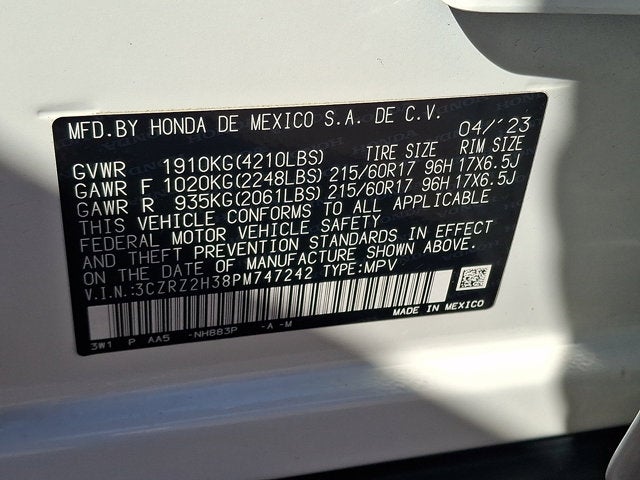 MFD.BY HONDA DE MEXICO S.A. DE C.V. 04/'23
GVWR 1910KG(4210LBS) TIRE SIZE RIM SIZE
GAWR F 1020KG(2248LBS) 215/60R17 96H 17X6.5J
GAWR R 935KG(2061LBS) 215/60R17 96H 17X6.5J
THIS VEHICLE CONFORMS TO ALL APPLICABLE
FEDERAL MOTOR VEHICLE SAFETY
AND THEFT PREVENTION STANDARDS IN EFFECT
ON THE DATE OF MANUFACTURE SHOWN ABOVE.
V.I.N.:3CZRZ2H38PM747242 TYPE:MPV
MADE IN MEXICO
3W1 P AA5 -NH883P -A -M